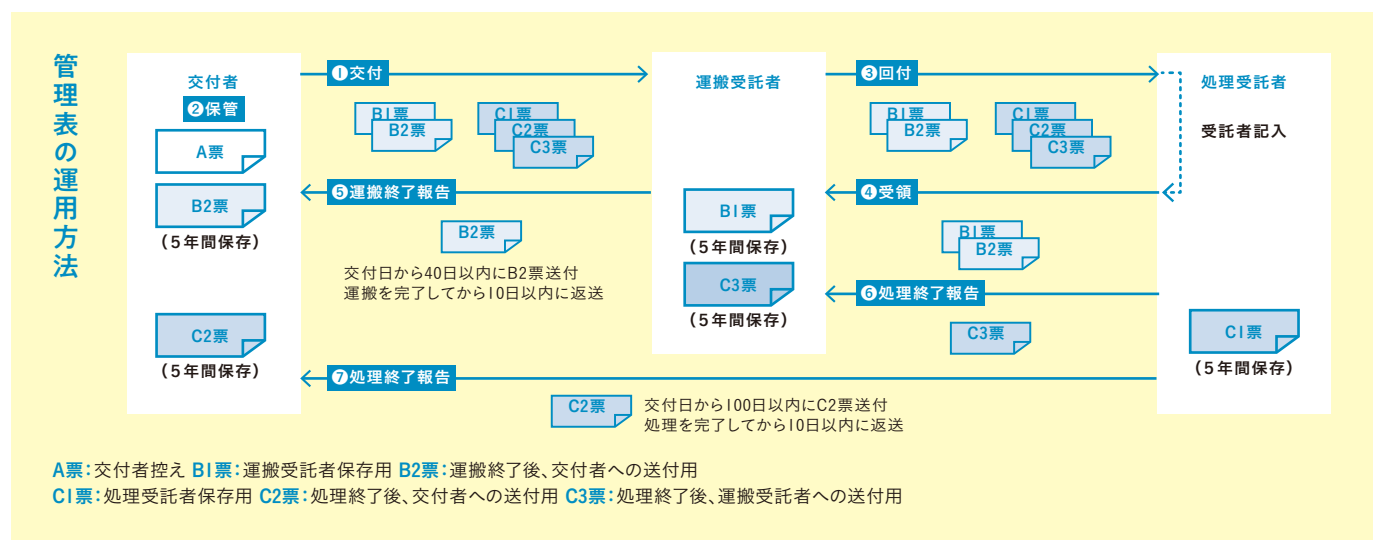 管理表の運用方法
交付者
❷保管
A票
B2票
(5年間保存)
C2票
(5年間保存)
❶交付
B1票
B2票
C1票
C2票
C3票
❺運搬終了報告
B2票
交付日から40日以内にB2票送付
運搬を完了してから10日以内に返送
運搬受託者
B1票
(5年間保存)
C3票
(5年間保存)
❸回付
B1票
B2票
C1票
C2票
C3票
❹受領
B1票
B2票
❻処理終了報告
C3票
処理受託者
受託者記入
C1票
(5年間保存)
❼処理終了報告
C2票
交付日から100日以内にC2票送付
処理を完了してから10日以内に返送
A票:交付者控え B1票:運搬受託者保存用 B2票:運搬終了後、交付者への送付用
C1票:処理受託者保存用 C2票:処理終了後、交付者への送付用 C3票:処理終了後、運搬受託者への送付用